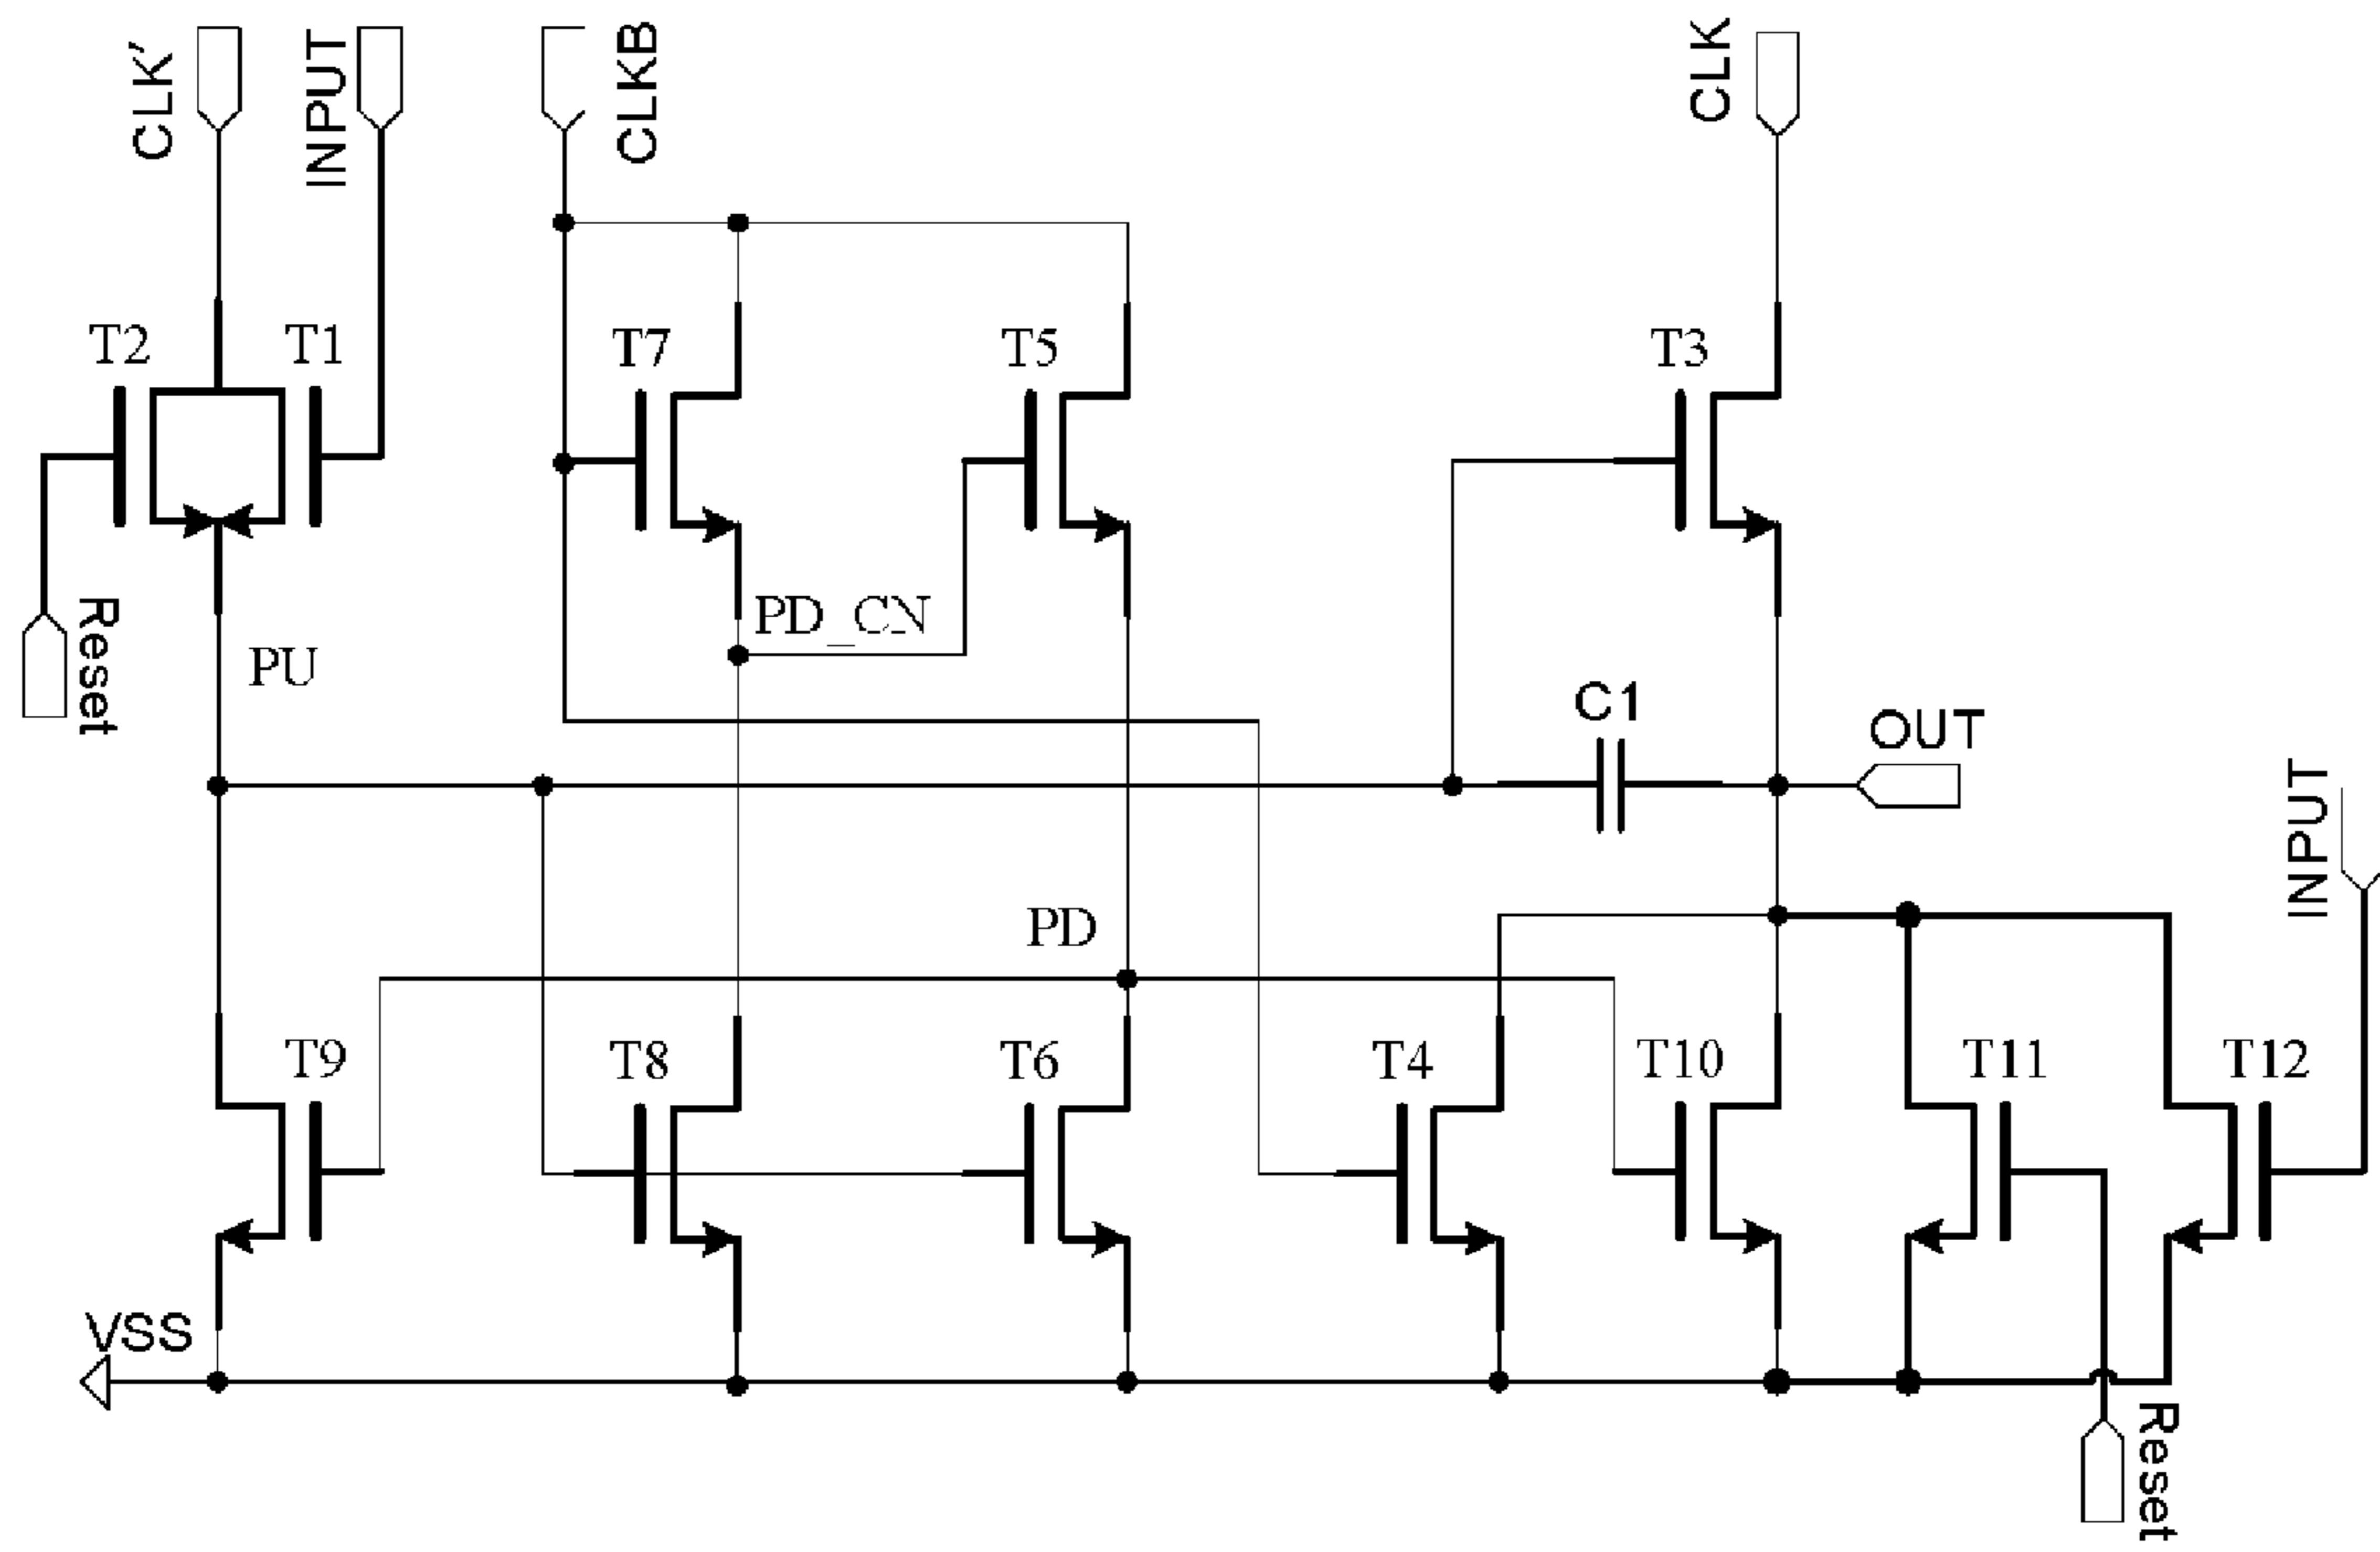 CLK'
INPUT
CLKB
CLK
T2
T1
T7
T5
T3
Reset
PU
PD_CN
C1
OUT
INPUT
PD
T9
T8
T6
T4
T10
T11
T12
VSS
Reset